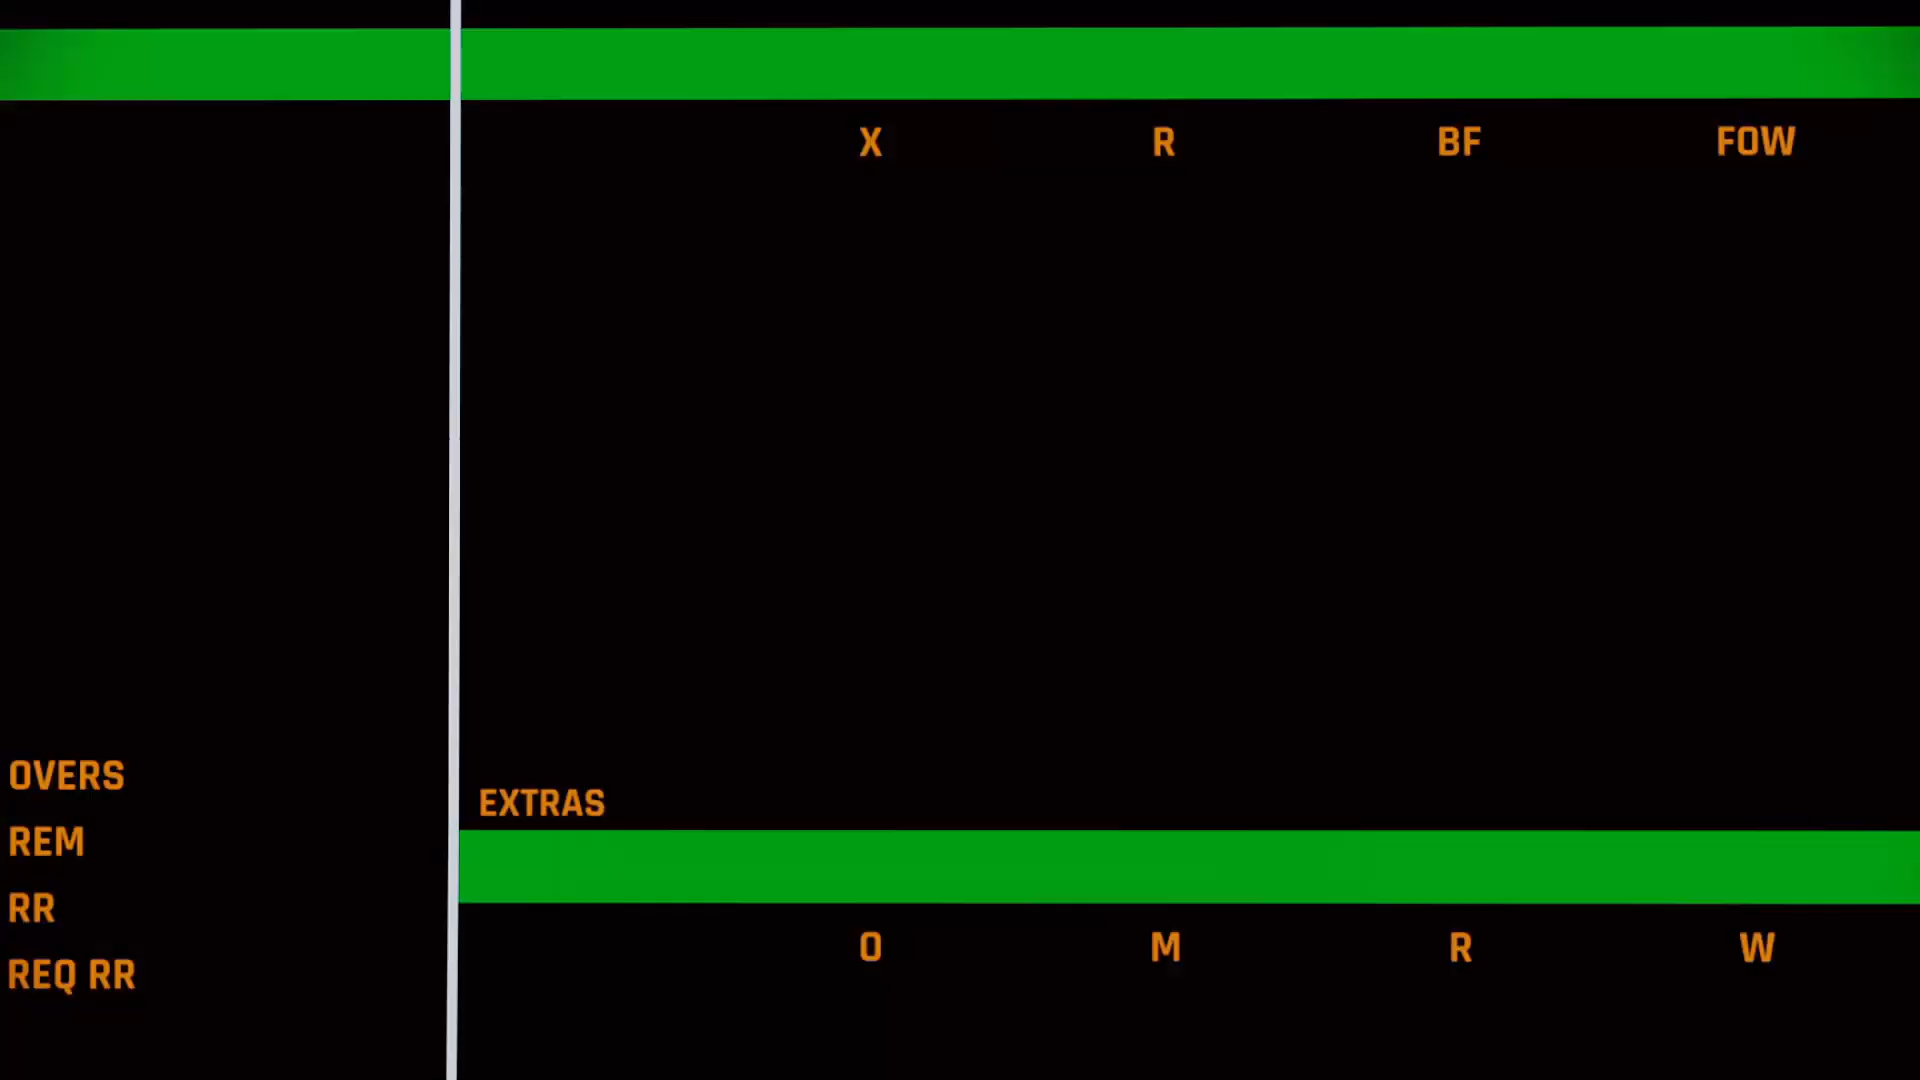 X R BF FOW
OVERS
REM
RR
REQ RR
EXTRAS
O M R W